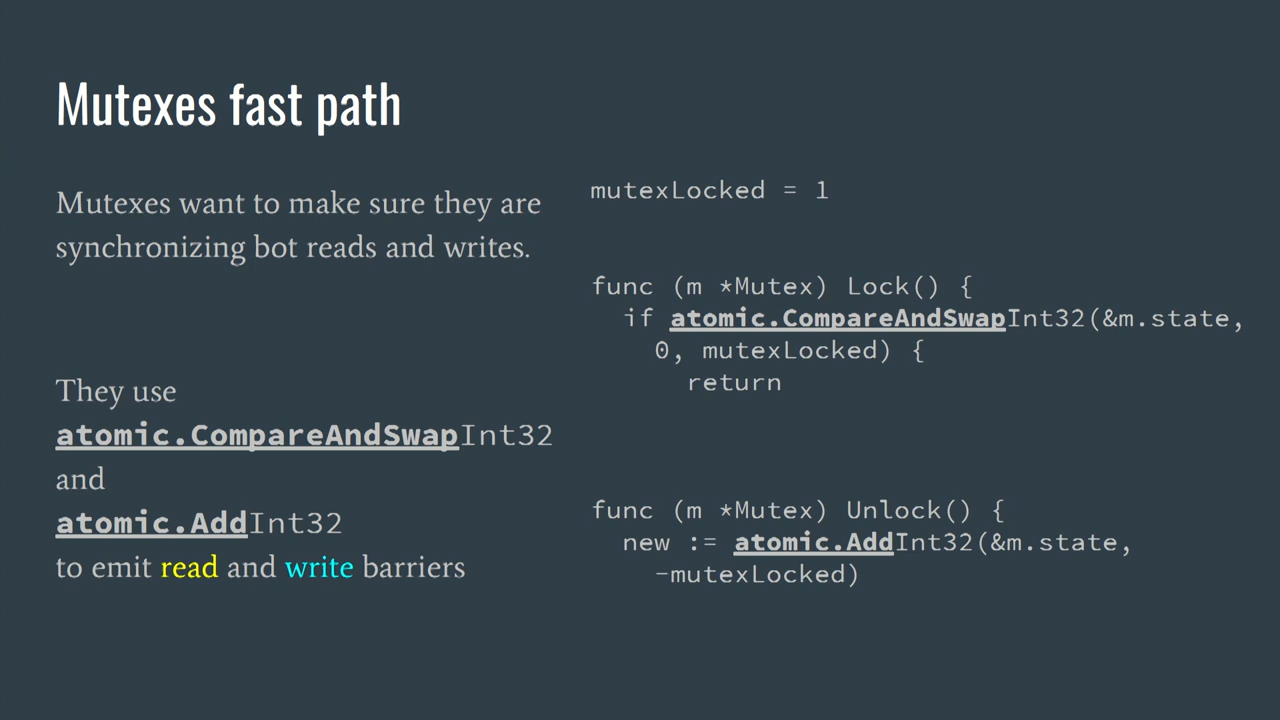 Mutexes fast path
Mutexes want to make sure they are
synchronizing bot reads and writes.
They use
atomic.CompareAndSwapInt32
and
atomic.AddInt32
to emit read and write barriers
mutexLocked = 1
func (m *Mutex) Lock() {
if atomic.CompareAndSwapInt32(&m.state,
0, mutexLocked) {
return
func (m *Mutex) Unlock() {
new := atomic.AddInt32(&m.state,
-mutexLocked)